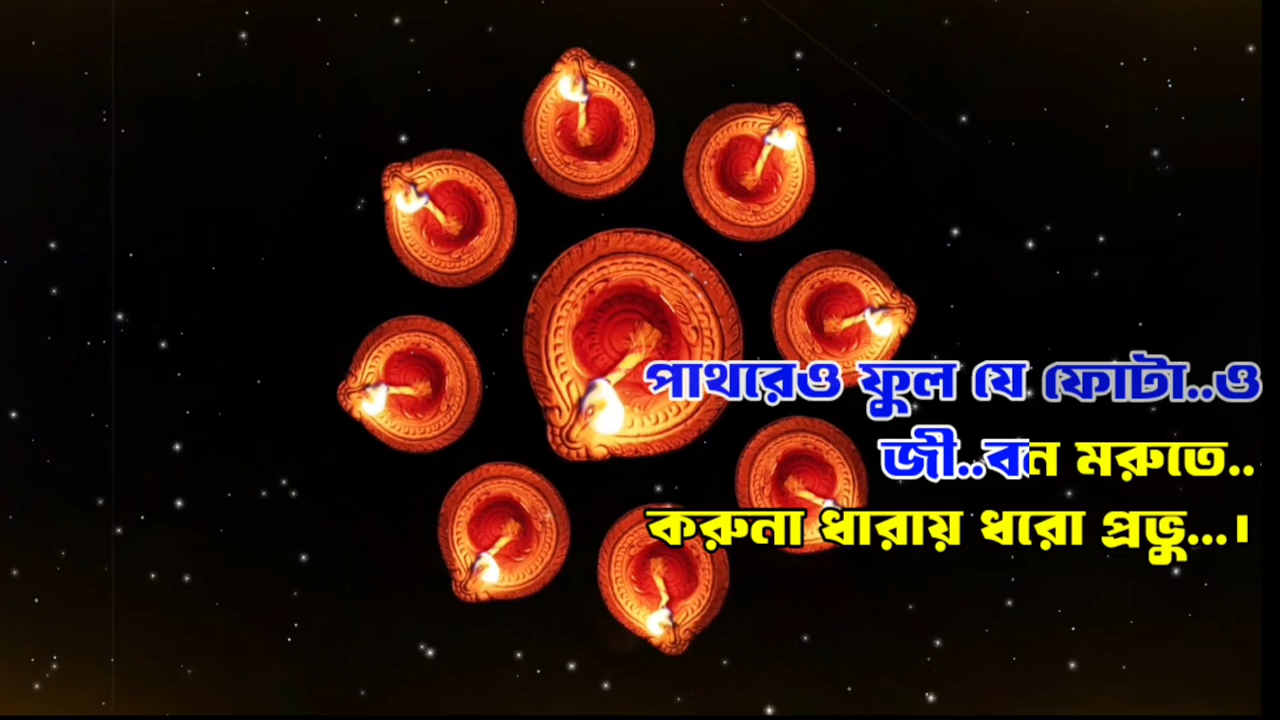 পাথরেও ফুল যে ফোটা..ও
জী..বন মরুতে..
করুনা ধারায় ধরো প্রভু...।